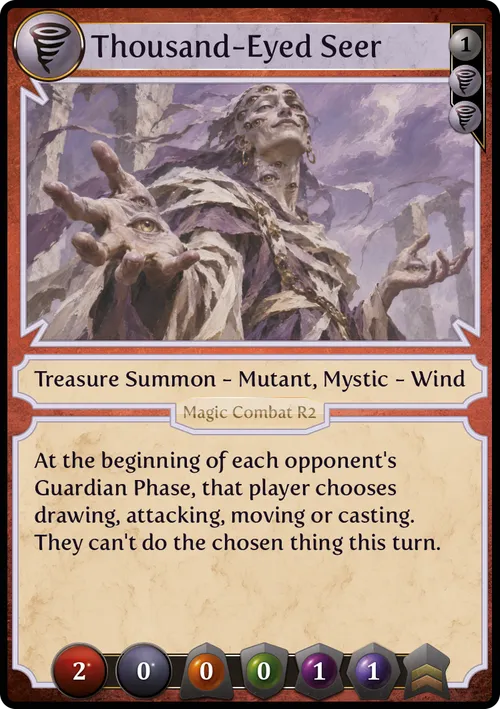 Thousand-Eyed Seer
1
Treasure Summon - Mutant, Mystic - Wind
Magic Combat R2
At the beginning of each opponent's
Guardian Phase, that player chooses
drawing, attacking, moving or casting.
They can't do the chosen thing this turn.
2* 0* 0 0 1 1